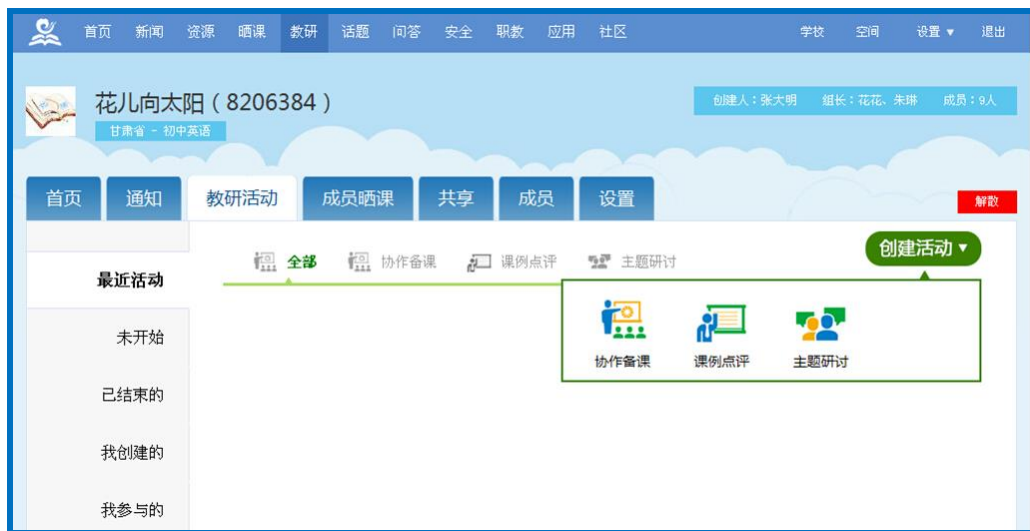 首页 新闻 资源 晒课 教研 话题 问答 安全 职教 应用 社区 学校 空间 设置 ▼ 退出
花儿向太阳（8206384）
创建人：张大明 组长：花花、朱琳 成员：9人
甘肃省 - 初中英语
首页 通知 教研活动 成员晒课 共享 成员 设置
解散
创建活动 ▼
全部 协作备课 课例点评 主题研讨
最近活动
协作备课 课例点评 主题研讨
未开始
已结束的
我创建的
我参与的